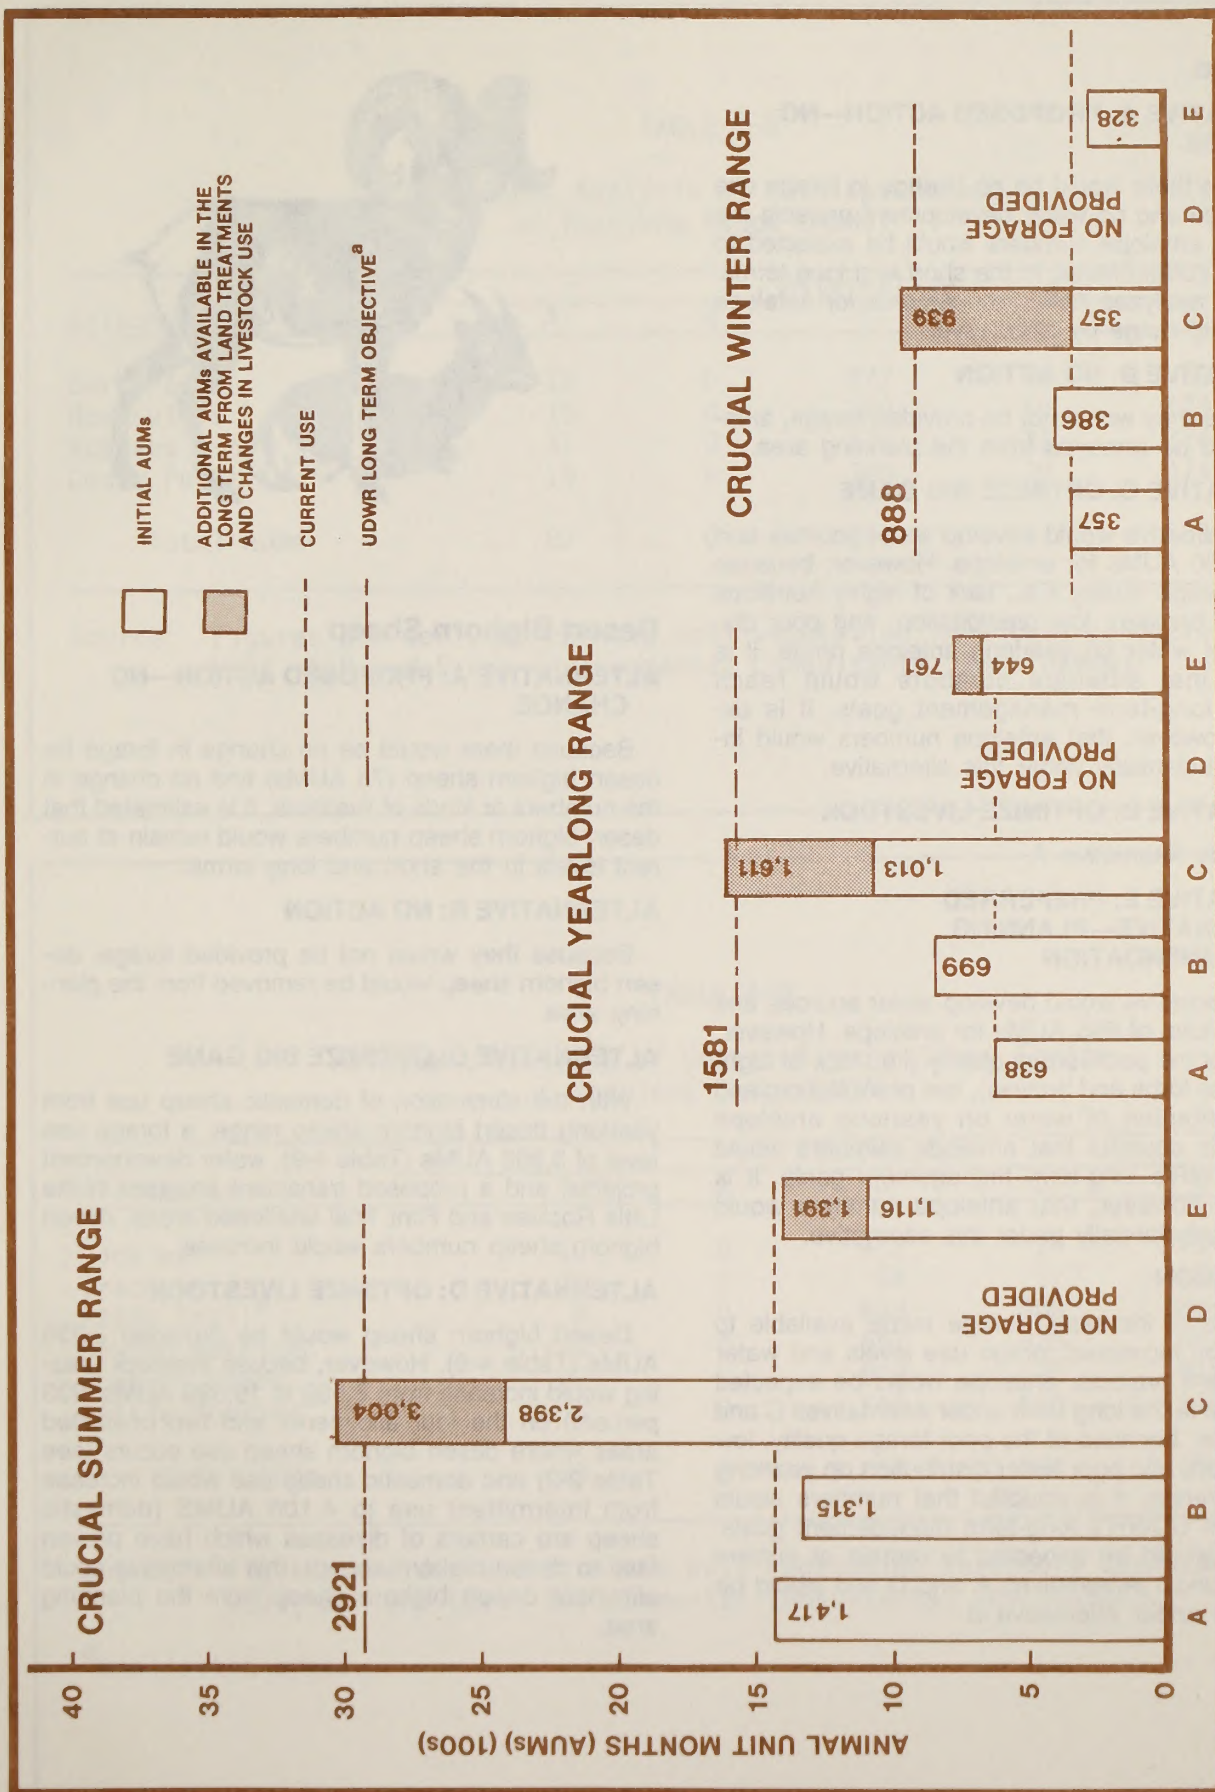 CRUCIAL SUMMER RANGE
CRUCIAL YEARLONG RANGE
CRUCIAL WINTER RANGE
INITIAL AUMs
ADDITIONAL AUMs AVAILABLE IN THE
LONG TERM FROM LAND TREATMENTS
AND CHANGES IN LIVESTOCK USE
CURRENT USE
UDWR LONG TERM OBJECTIVEa
ANIMAL UNIT MONTHS (AUMs) (100s)
40
35
30
25
20
15
10
5
0
2921
1,417
1,315
3,004
2,398
NO FORAGE
PROVIDED
1,391
1,116
A B C D E
1581
638
699
1,611
1,013
NO FORAGE
PROVIDED
761
644
A B C D E
888
357
386
939
357
NO FORAGE
PROVIDED
328
A B C D E